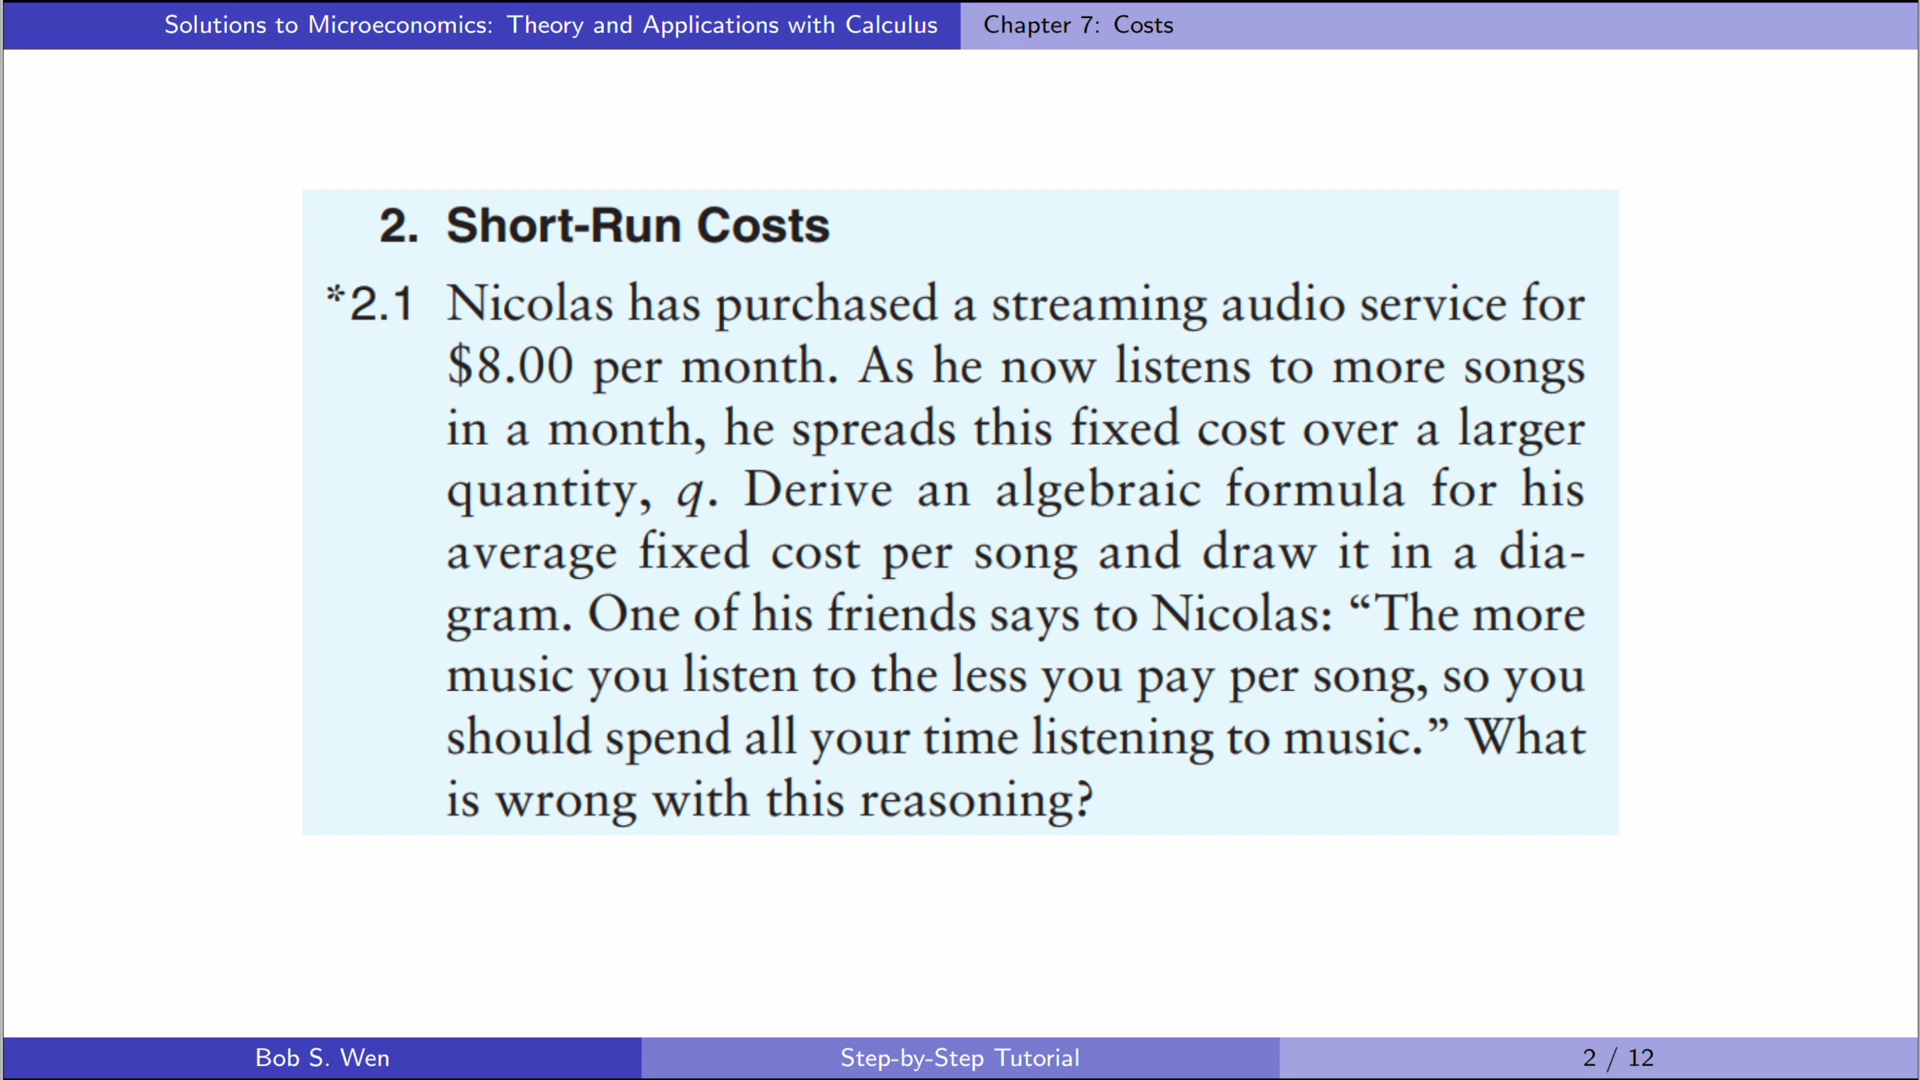 Solutions to Microeconomics: Theory and Applications with Calculus
Chapter 7: Costs
2. Short-Run Costs
*2.1 Nicolas has purchased a streaming audio service for
$8.00 per month. As he now listens to more songs
in a month, he spreads this fixed cost over a larger
quantity, q. Derive an algebraic formula for his
average fixed cost per song and draw it in a dia-
gram. One of his friends says to Nicolas: “The more
music you listen to the less you pay per song, so you
should spend all your time listening to music.” What
is wrong with this reasoning?
Bob S. Wen
Step-by-Step Tutorial
2 / 12